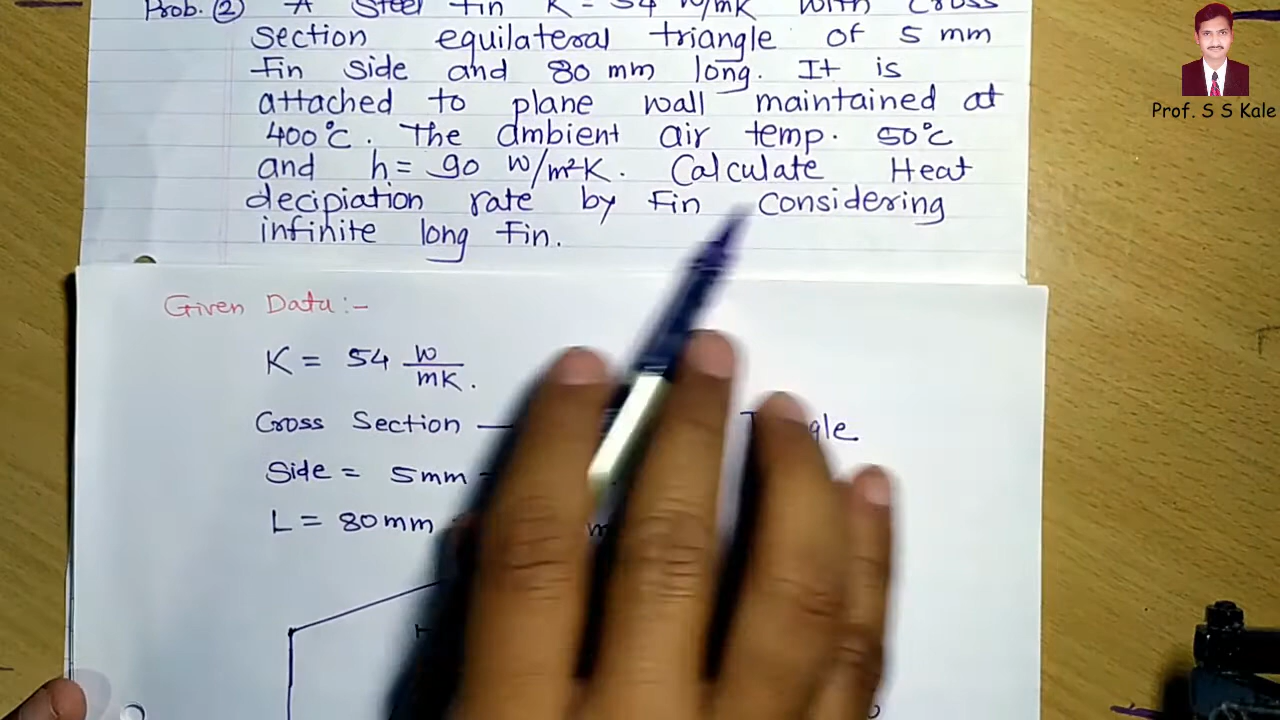 Prob. ② A Steel Fin K = 54 W/mK With Cross
Section equilateral triangle of 5 mm
Fin side and 80 mm long. It is
attached to plane wall maintained at
400°C. The ambient air temp. 50°C
and h = 90 W/m²K. Calculate Heat
decipiation rate by Fin considering
infinite long Fin.
Prof. S S Kale
Given Data:-
K = 54 W/mK.
Cross Section —
Side = 5mm
L = 80mm